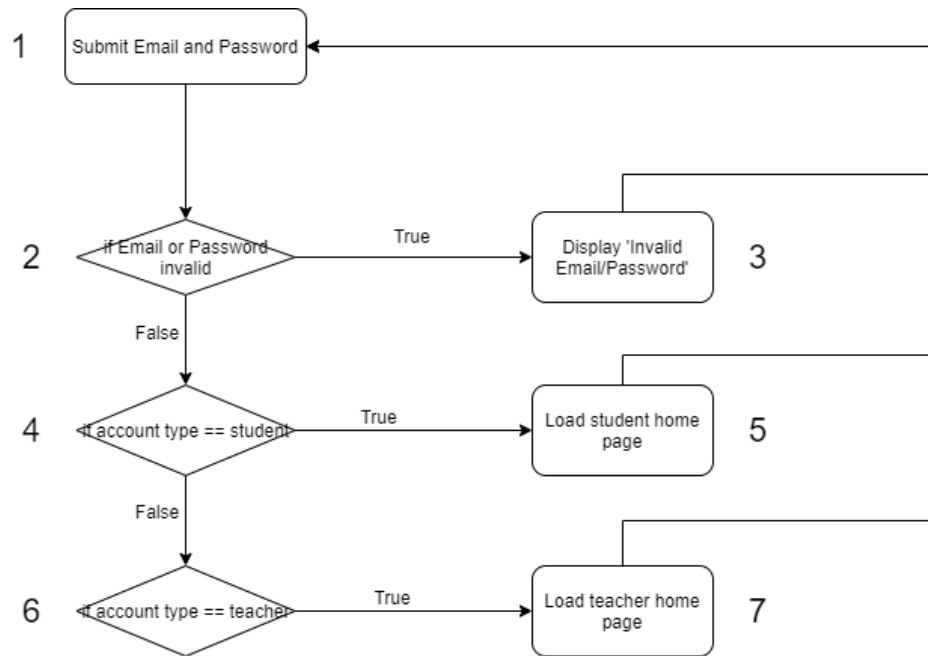 1
Submit Email and Password
2
if Email or Password
invalid
True
Display 'Invalid
Email/Password'
3
False
4
if account type == student
True
Load student home
page
5
False
6
if account type == teacher
True
Load teacher home
page
7